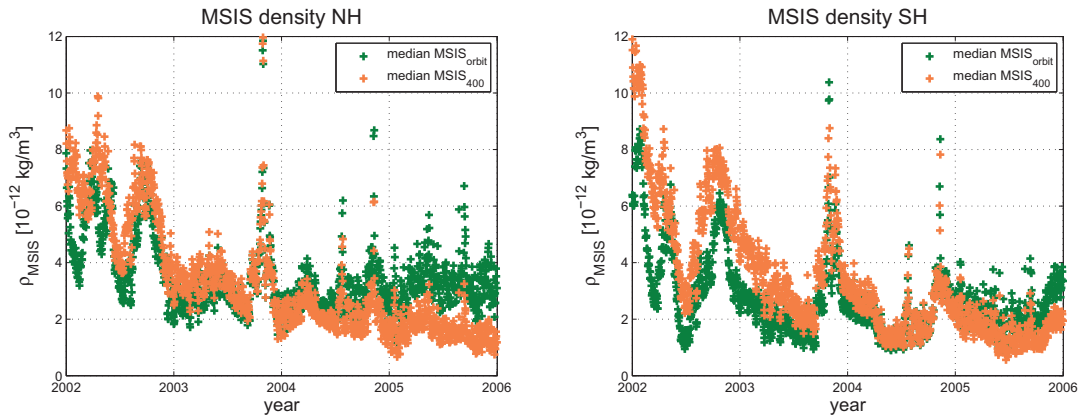 MSIS density NH
12
10
8
6
4
2
0
ρMSIS [10−12 kg/m3]
median MSISorbit
median MSIS400
2002 2003 2004 2005 2006
year
MSIS density SH
12
10
8
6
4
2
0
ρMSIS [10−12 kg/m3]
median MSISorbit
median MSIS400
2002 2003 2004 2005 2006
year